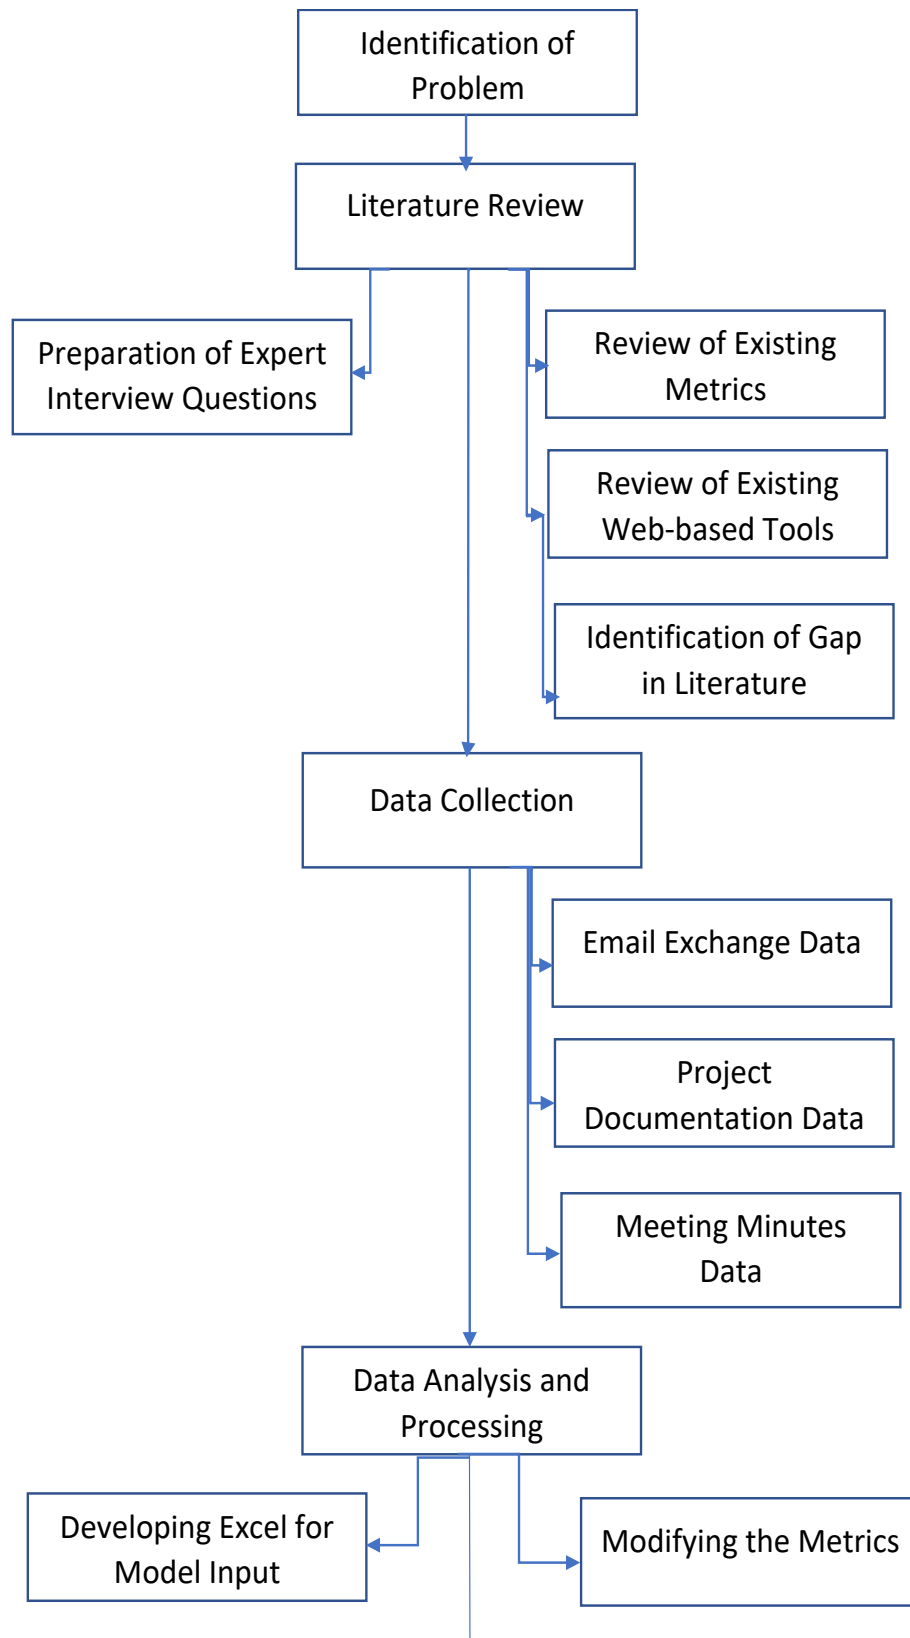 Identification of
Problem
Literature Review
Preparation of Expert
Interview Questions
Review of Existing
Metrics
Review of Existing
Web-based Tools
Identification of Gap
in Literature
Data Collection
Email Exchange Data
Project
Documentation Data
Meeting Minutes
Data
Data Analysis and
Processing
Developing Excel for
Model Input
Modifying the Metrics